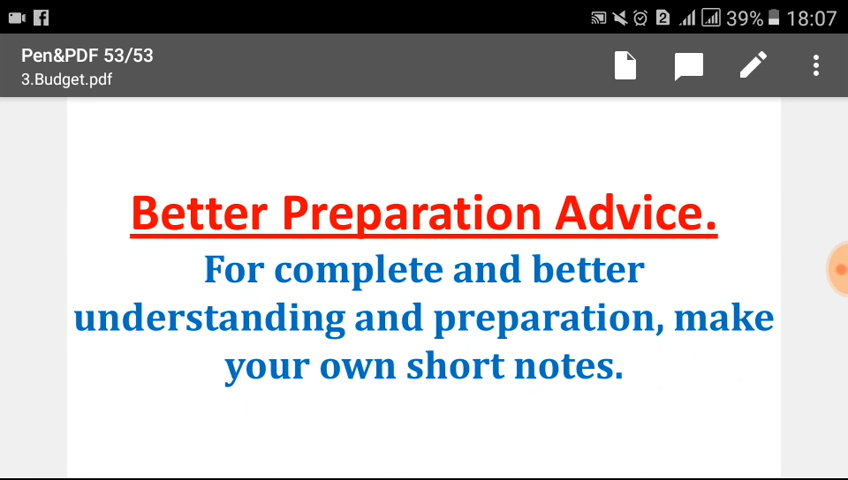 39% 18:07
Pen&PDF 53/53
3.Budget.pdf
Better Preparation Advice.
For complete and better
understanding and preparation, make
your own short notes.